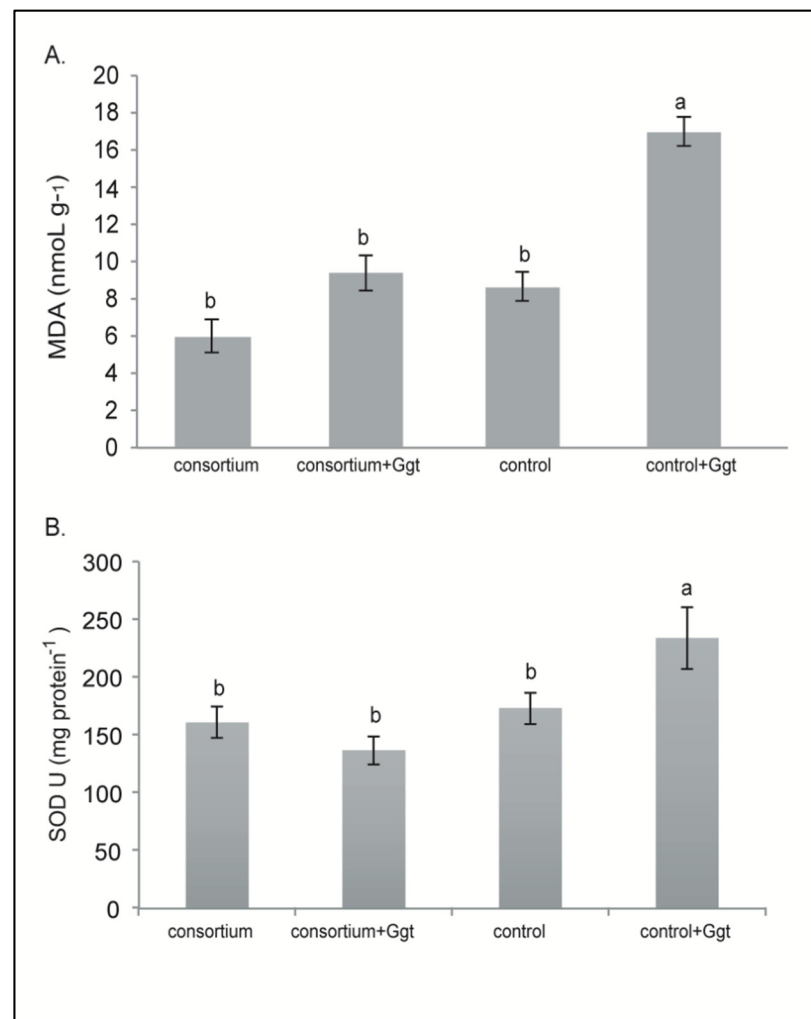 A.
MDA (nmoL g-1)
20
18
16
14
12
10
8
6
4
2
0
b
b
b
a
consortium
consortium+Ggt
control
control+Ggt
B.
SOD U (mg protein-1 )
300
250
200
150
100
50
0
b
b
b
a
consortium
consortium+Ggt
control
control+Ggt